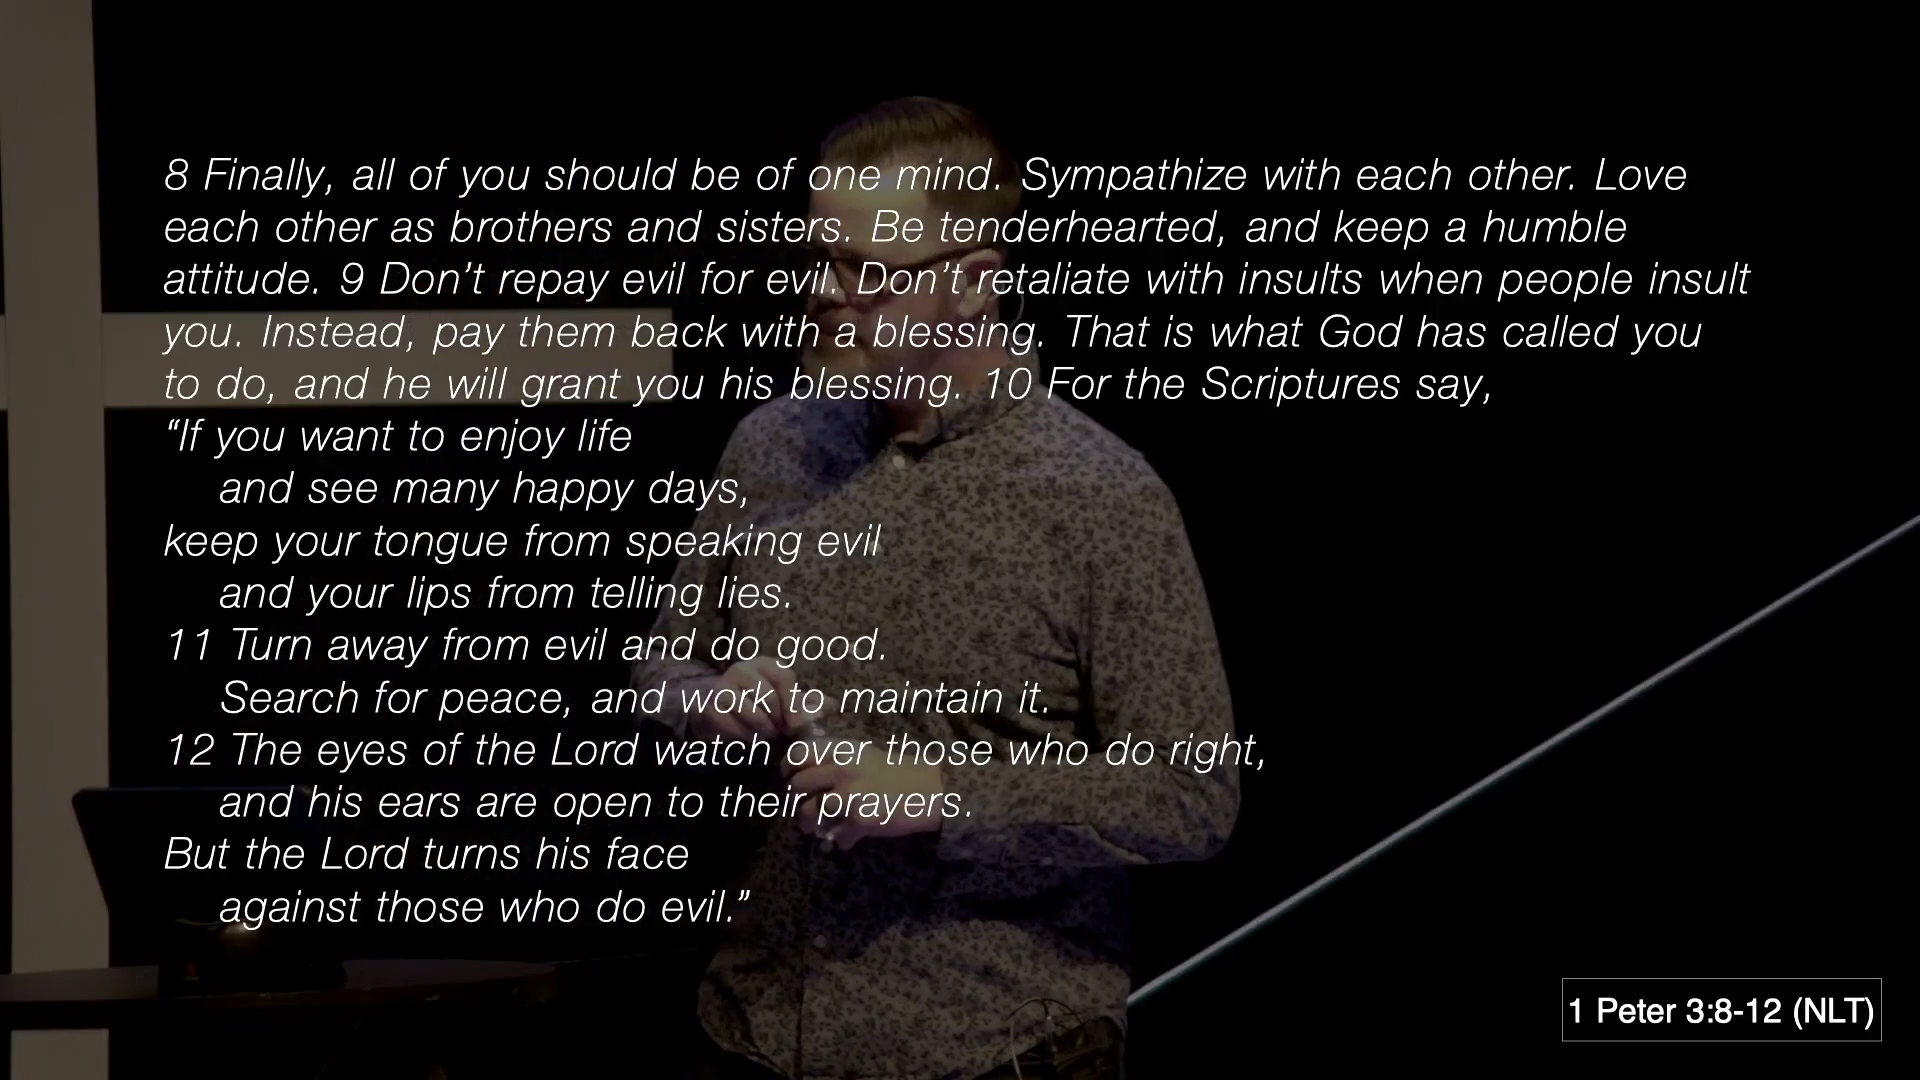 8 Finally, all of you should be of one mind. Sympathize with each other. Love
each other as brothers and sisters. Be tenderhearted, and keep a humble
attitude. 9 Don’t repay evil for evil. Don’t retaliate with insults when people insult
you. Instead, pay them back with a blessing. That is what God has called you
to do, and he will grant you his blessing. 10 For the Scriptures say,
“If you want to enjoy life
and see many happy days,
keep your tongue from speaking evil
and your lips from telling lies.
11 Turn away from evil and do good.
Search for peace, and work to maintain it.
12 The eyes of the Lord watch over those who do right,
and his ears are open to their prayers.
But the Lord turns his face
against those who do evil.”
1 Peter 3:8-12 (NLT)